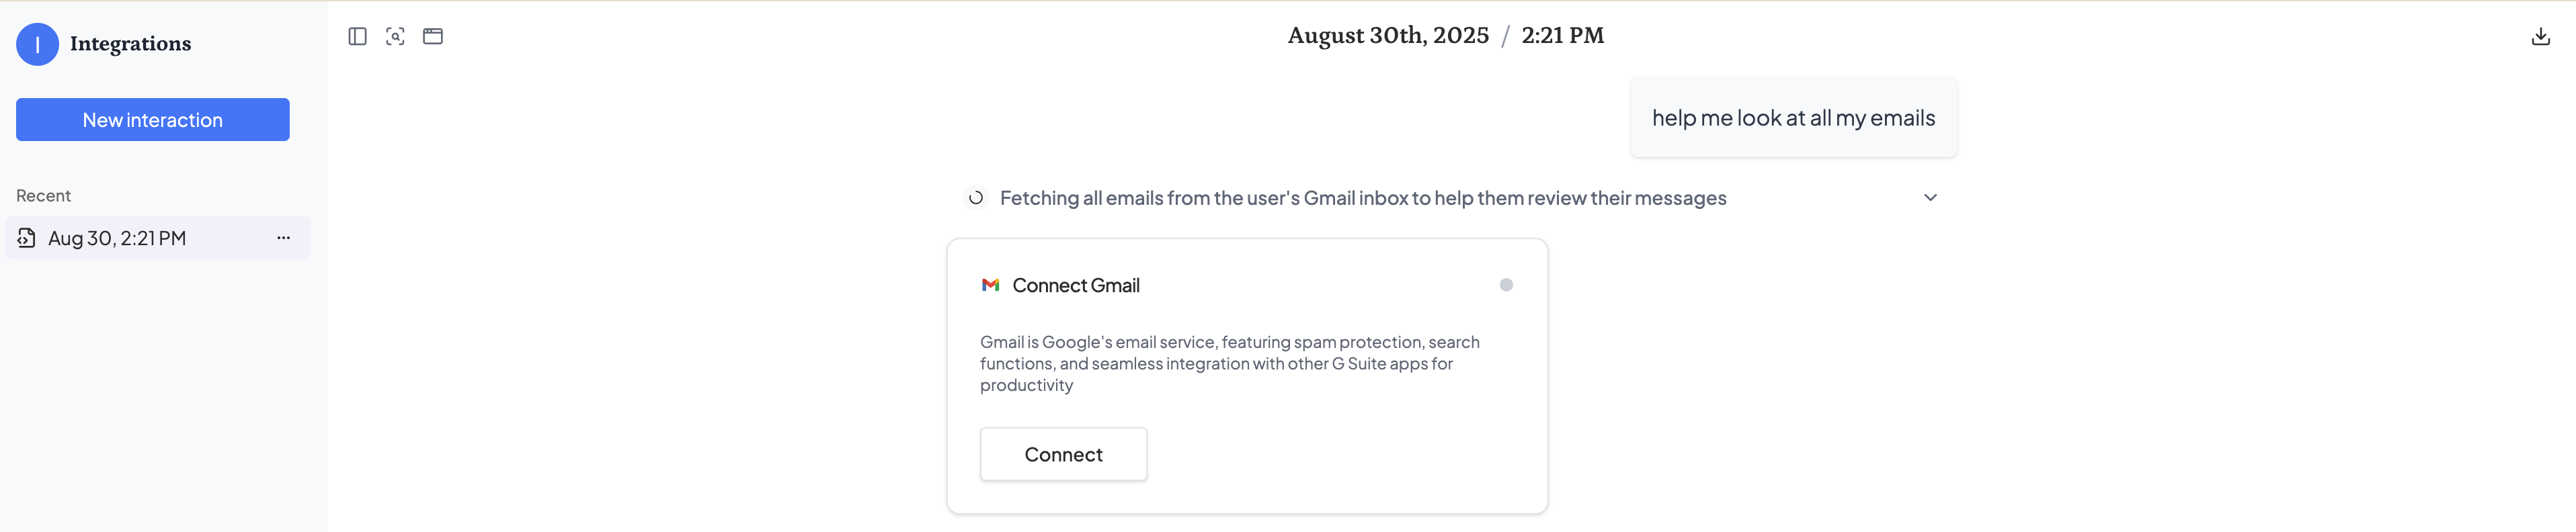 I
Integrations
New interaction
Recent
Aug 30, 2:21 PM
August 30th, 2025 / 2:21 PM
help me look at all my emails
Fetching all emails from the user's Gmail inbox to help them review their messages
Connect Gmail
Gmail is Google's email service, featuring spam protection, search
functions, and seamless integration with other G Suite apps for
productivity
Connect